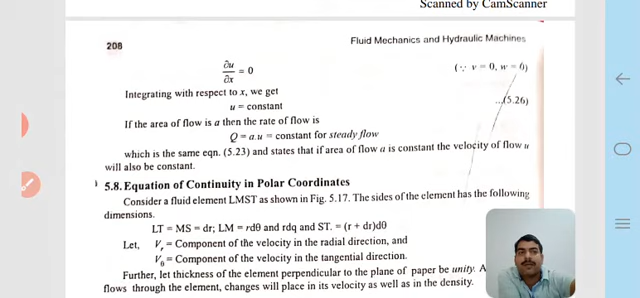 Scanned by CamScanner
208
Fluid Mechanics and Hydraulic Machines
∂u/∂x = 0 (∵ v = 0, w = 0)
Integrating with respect to x, we get
u = constant ...(5.26)
If the area of flow is a then the rate of flow is
Q = a.u = constant for steady flow
which is the same eqn. (5.23) and states that if area of flow a is constant the velocity of flow u
will also be constant.
5.8. Equation of Continuity in Polar Coordinates
Consider a fluid element LMST as shown in Fig. 5.17. The sides of the element has the following
dimensions.
LT = MS = dr; LM = rdθ and rdq and ST. = (r + dr)dθ
Let, Vr = Component of the velocity in the radial direction, and
Vθ = Component of the velocity in the tangential direction.
Further, let thickness of the element perpendicular to the plane of paper be unity. A
flows through the element, changes will place in its velocity as well as in the density.